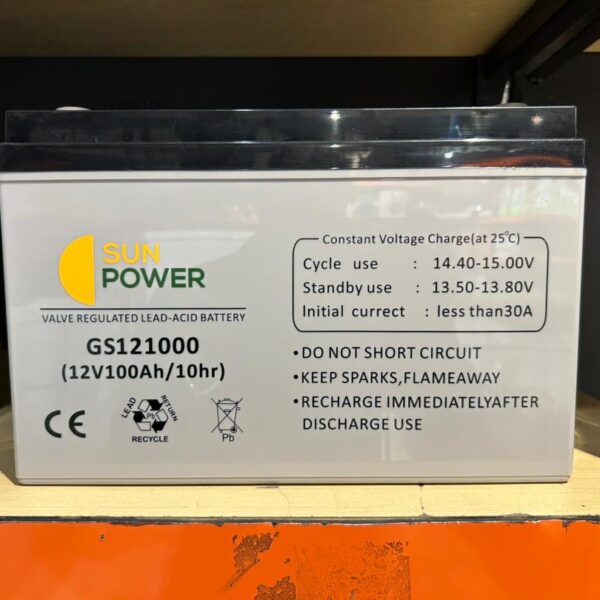 SUN
POWER
VALVE REGULATED LEAD-ACID BATTERY
GS121000
(12V100Ah/10hr)
CE
LEAD RETURN
Pb
RECYCLE
Pb
Constant Voltage Charge(at 25°C)
Cycle use : 14.40-15.00V
Standby use : 13.50-13.80V
Initial currect : less than30A
•DO NOT SHORT CIRCUIT
•KEEP SPARKS,FLAMEAWAY
•RECHARGE IMMEDIATELYAFTER
DISCHARGE USE